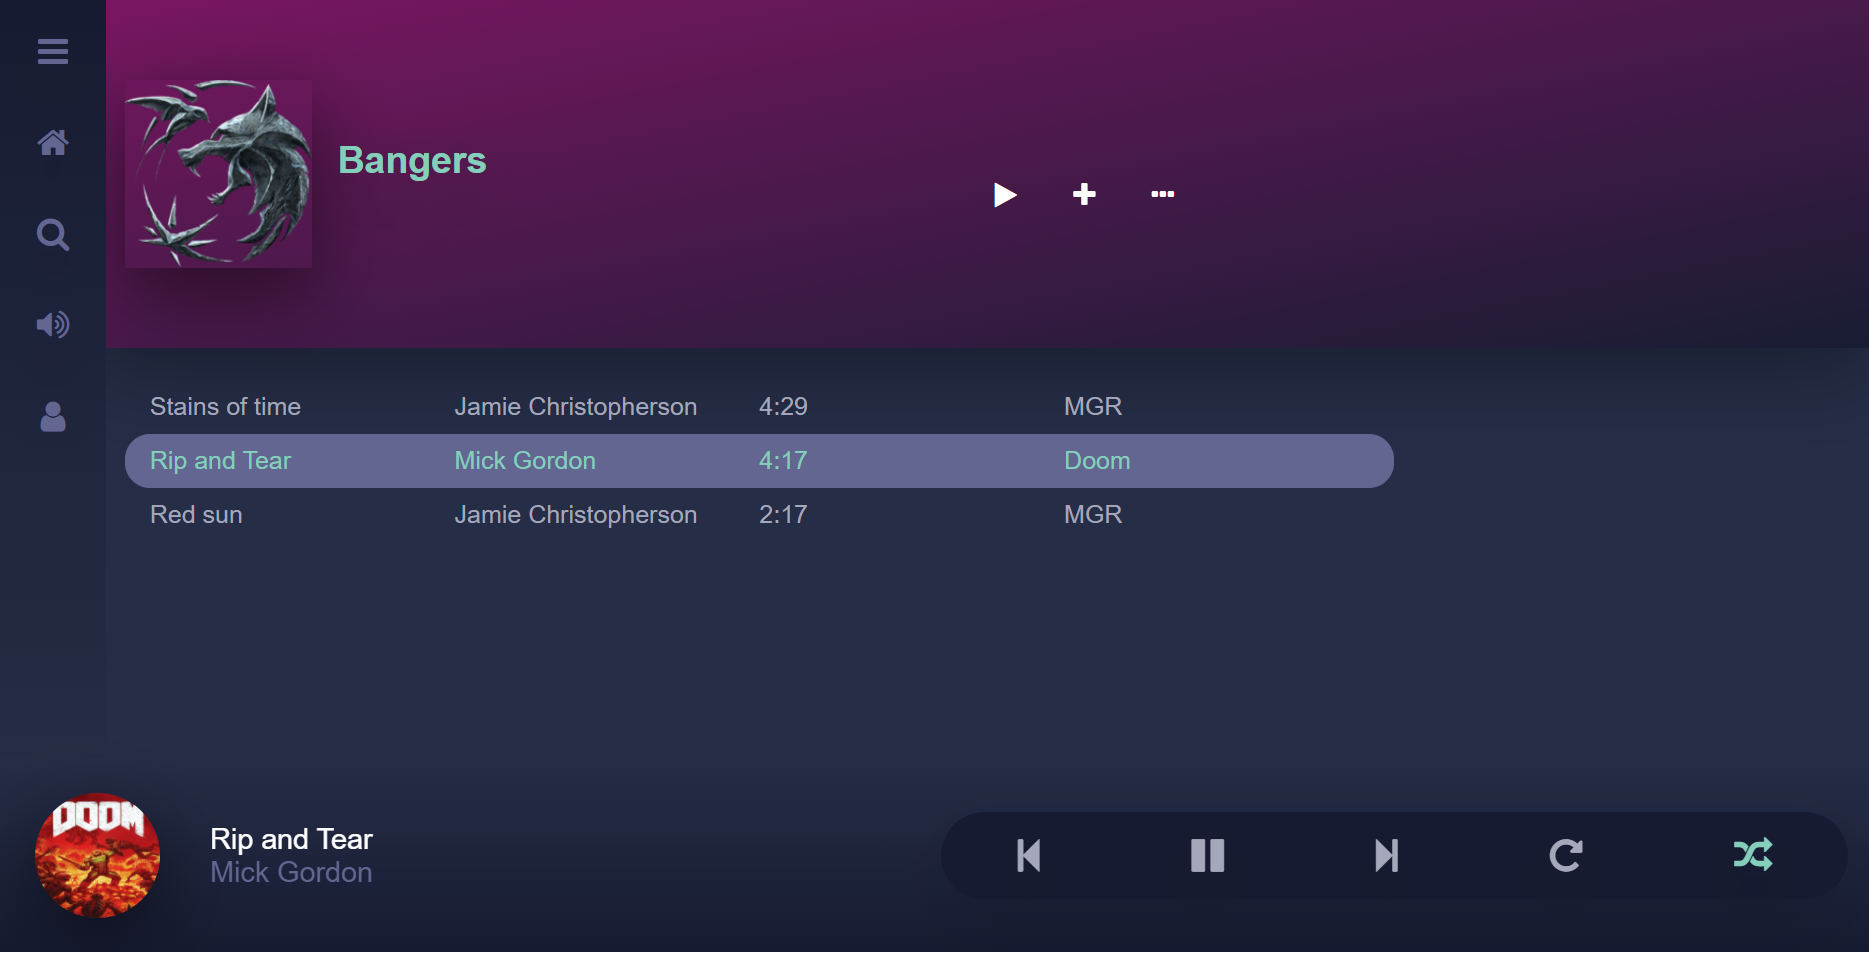 Bangers
Stains of time Jamie Christopherson 4:29 MGR
Rip and Tear Mick Gordon 4:17 Doom
Red sun Jamie Christopherson 2:17 MGR
DOOM
Rip and Tear
Mick Gordon